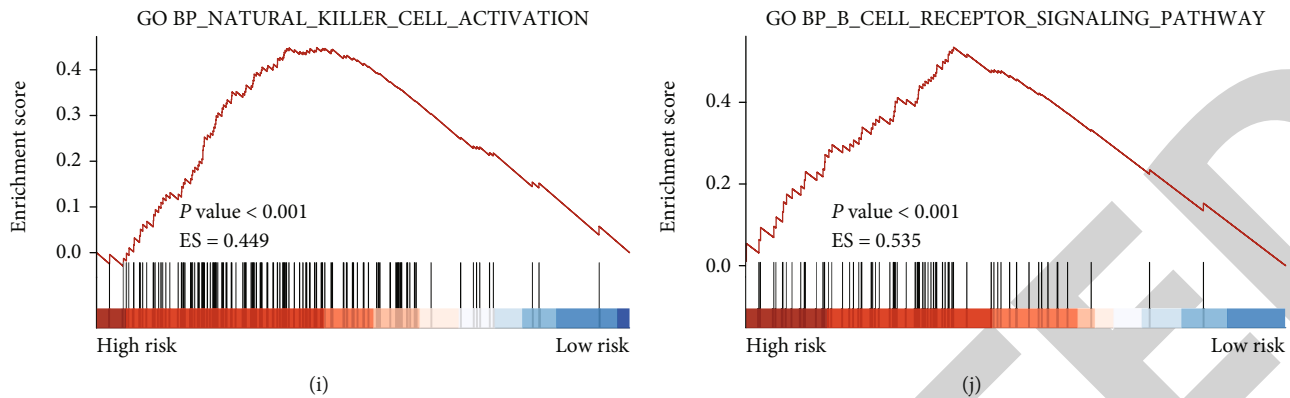 GO BP_NATURAL_KILLER_CELL_ACTIVATION
Enrichment score
0.4
0.3
0.2
0.1
0.0
P value < 0.001
ES = 0.449
High risk
Low risk
(i)
GO BP_B_CELL_RECEPTOR_SIGNALING_PATHWAY
Enrichment score
0.4
0.2
0.0
P value < 0.001
ES = 0.535
High risk
Low risk
(j)